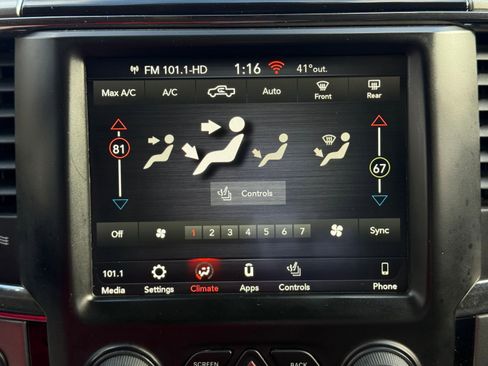 FM 101.1-HD 1:16 41°out.
Max A/C A/C Auto Front Rear
81 67
Controls
Off 1 2 3 4 5 6 7 Sync
101.1
Media Settings Climate Apps Controls Phone
SCREEN BACK